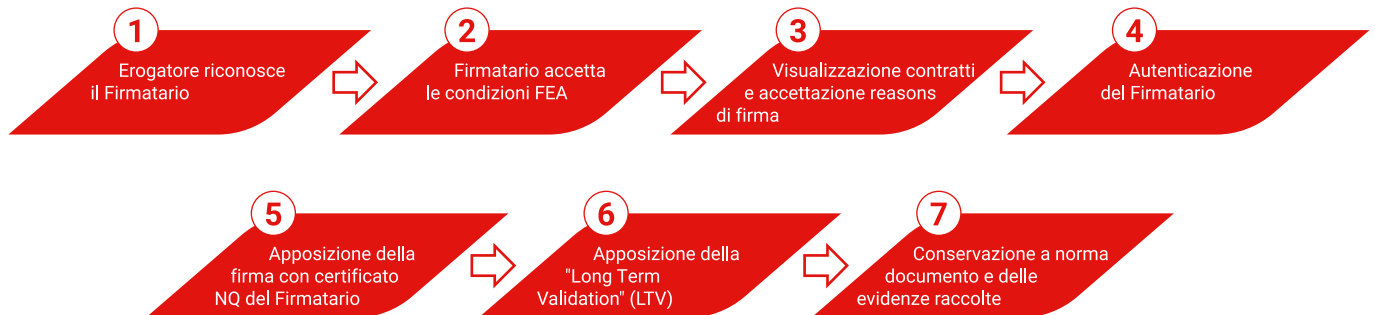 1
Erogatore riconosce
il Firmatario
2
Firmatario accetta
le condizioni FEA
3
Visualizzazione contratti
e accettazione reasons
di firma
4
Autenticazione
del Firmatario
5
Apposizione della
firma con certificato
NQ del Firmatario
6
Apposizione della
"Long Term
Validation" (LTV)
7
Conservazione a norma
documento e delle
evidenze raccolte